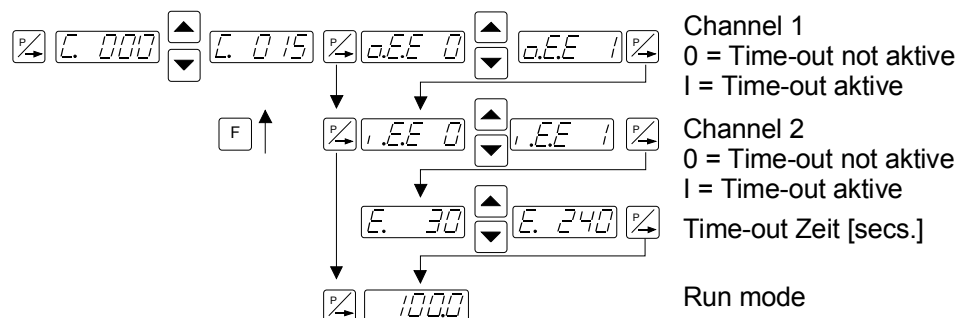 P C. 000 C. 015 P o.E.E 0 o.E.E 1 P
Channel 1
0 = Time-out not aktive
I = Time-out aktive
F P i.E.E 0 i.E.E 1 P
Channel 2
0 = Time-out not aktive
I = Time-out aktive
E. 30 E. 240 P
Time-out Zeit [secs.]
P 100.0
Run mode